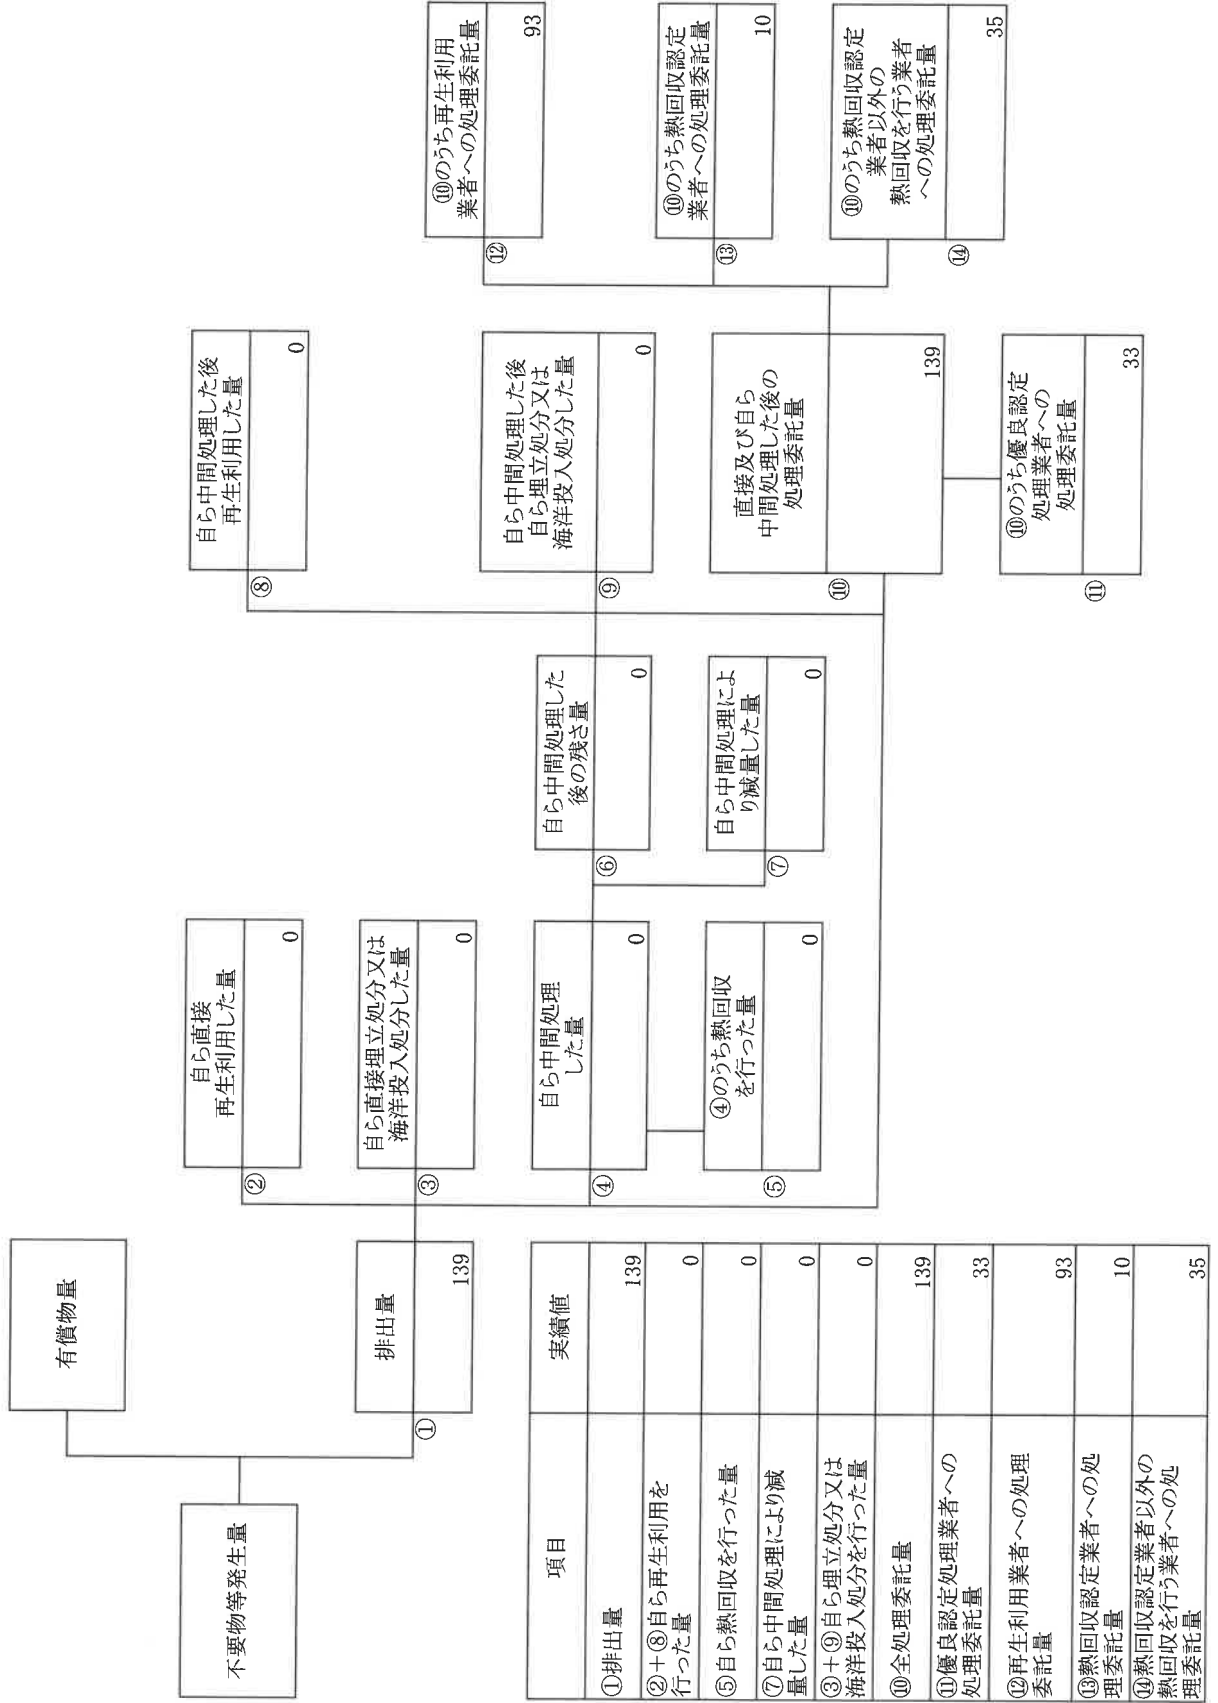 不要物等発生量
有償物量
①
排出量
139
②
自ら直接
再生利用した量
0
③
自ら直接埋立処分又は
海洋投入処分した量
0
④
自ら中間処理
した量
0
⑤
④のうち熱回収
を行った量
0
⑥
自ら中間処理した
後の残さ量
0
⑦
自ら中間処理によ
り減量した量
0
⑧
自ら中間処理した後
再生利用した量
0
⑨
自ら中間処理した後
自ら埋立処分又は
海洋投入処分した量
0
⑩
直接及び自ら
中間処理した後の
処理委託量
139
⑪
⑩のうち優良認定
処理業者への
処理委託量
33
⑫
⑩のうち再生利用
業者への処理委託量
93
⑬
⑩のうち熱回収認定
業者への処理委託量
10
⑭
⑩のうち熱回収認定
業者以外の
熱回収を行う業者
への処理委託量
35
項目
実績値
①排出量
139
②＋⑧自ら再生利用を
行った量
0
⑤自ら熱回収を行った量
0
⑦自ら中間処理により減
量した量
0
③＋⑨自ら埋立処分又は
海洋投入処分を行った量
0
⑩全処理委託量
139
⑪優良認定処理業者への
処理委託量
33
⑫再生利用業者への処理
委託量
93
⑬熱回収認定業者への処
理委託量
10
⑭熱回収認定業者以外の
熱回収を行う業者への処
理委託量
35